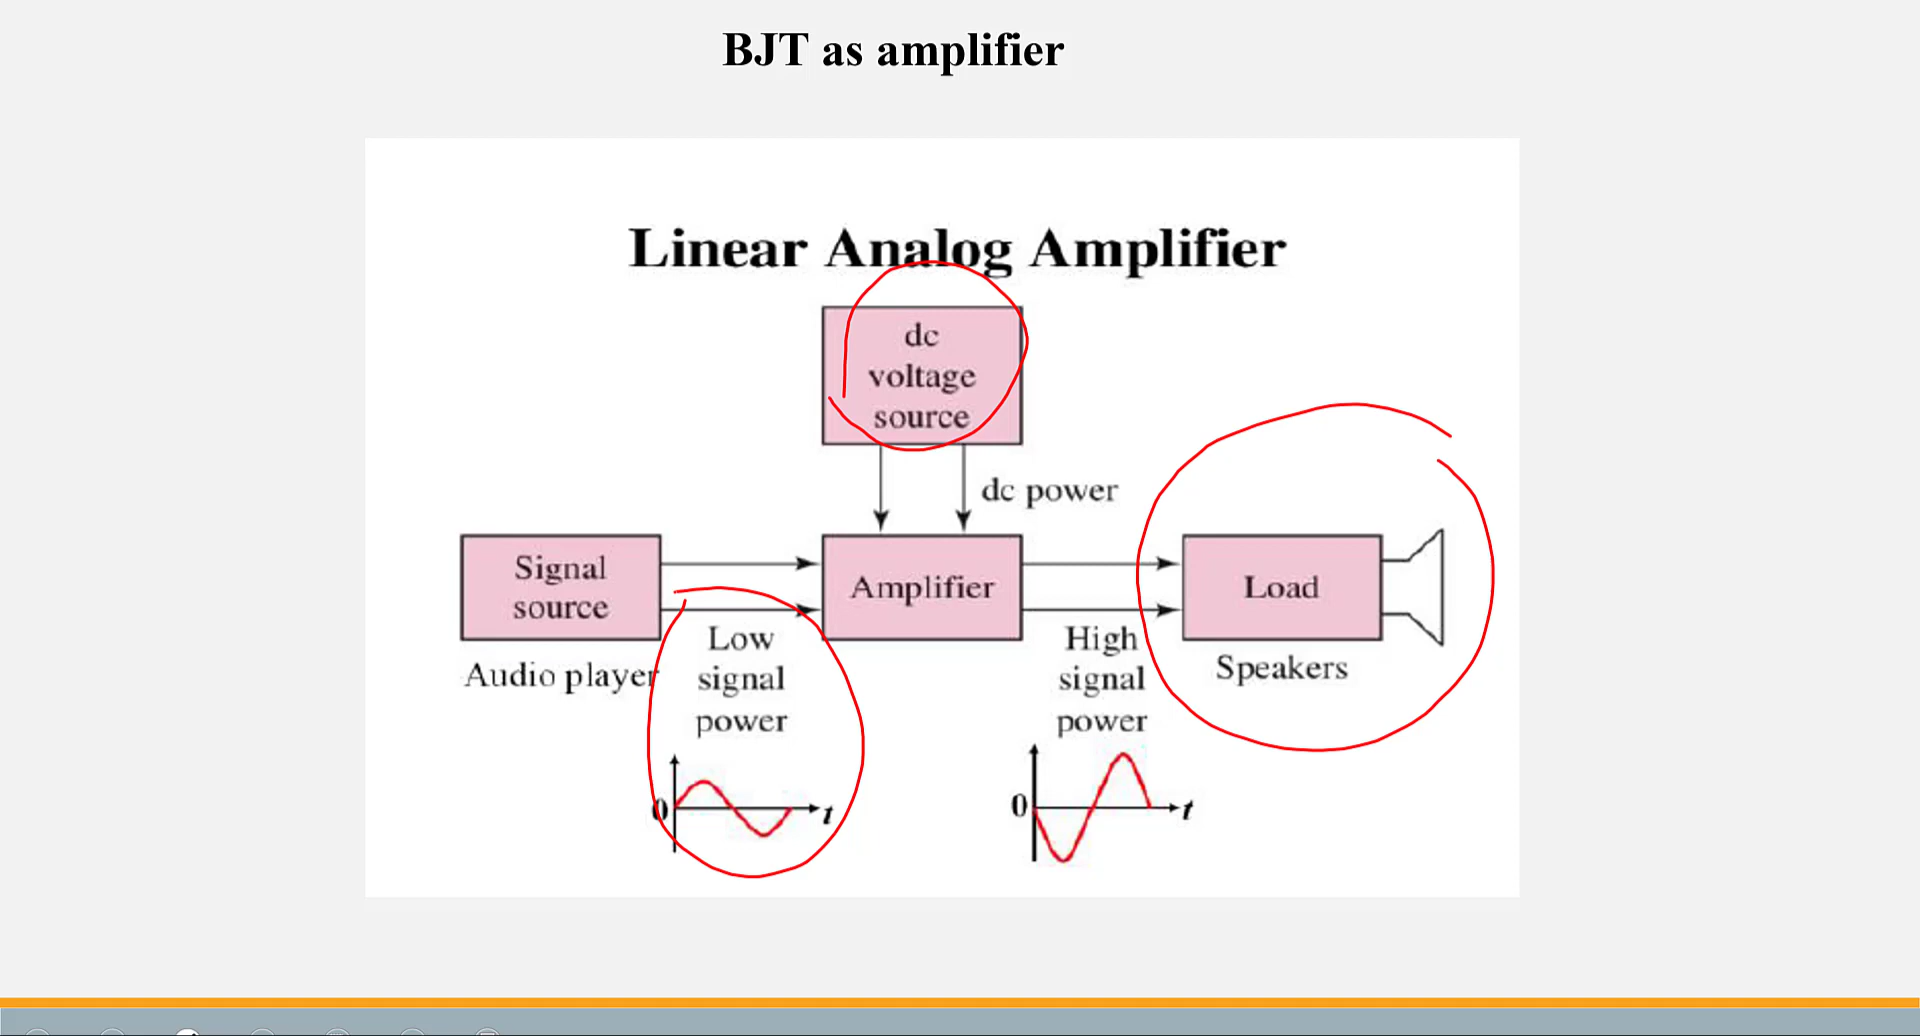 BJT as amplifier
Linear Analog Amplifier
dc
voltage
source
dc power
Signal
source
Amplifier
Load
Audio player
Low
signal
power
High
signal
power
Speakers
0
t
0
t